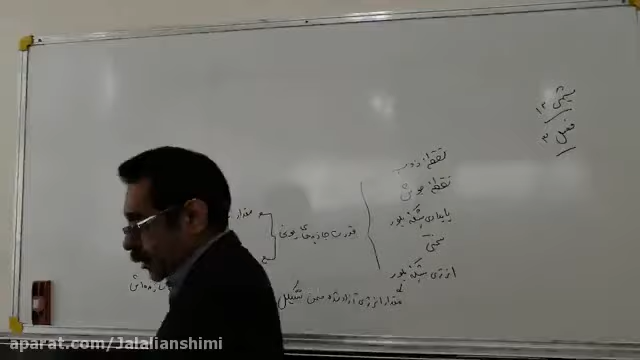 شیمی ۱۲
فصل ۳
نقطه ذوب
نقطه جوش
پایداری شبکه بلور
سختی
انرژی شبکه بلور
قدرت جاذبه‌های یونی
مقدار
مقدار انرژی آزاد شده حین تشکیل
aparat.com/Jalalianshimi